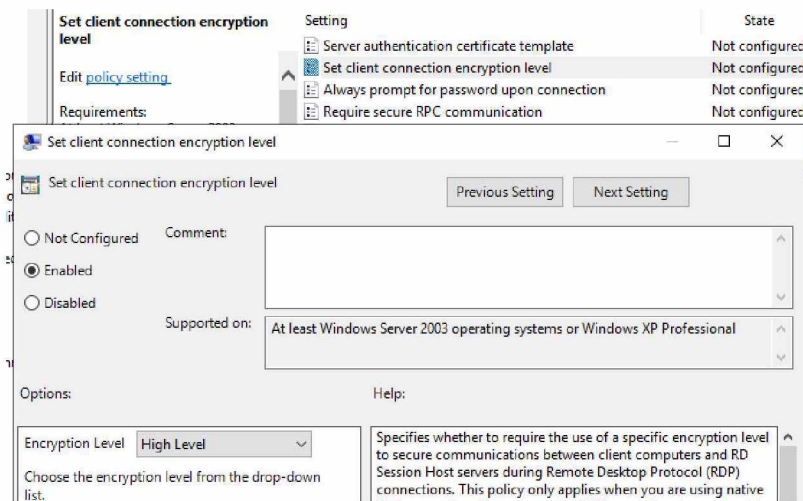 Set client connection encryption level
Edit policy setting
Requirements:
Setting State
Server authentication certificate template Not configured
Set client connection encryption level Not configured
Always prompt for password upon connection Not configured
Require secure RPC communication Not configured
Set client connection encryption level
Set client connection encryption level
Previous Setting Next Setting
Not Configured
Enabled
Disabled
Comment:
Supported on:
At least Windows Server 2003 operating systems or Windows XP Professional
Options:
Help:
Encryption Level High Level
Choose the encryption level from the drop-down
list.
Specifies whether to require the use of a specific encryption level
to secure communications between client computers and RD
Session Host servers during Remote Desktop Protocol (RDP)
connections. This policy only applies when you are using native